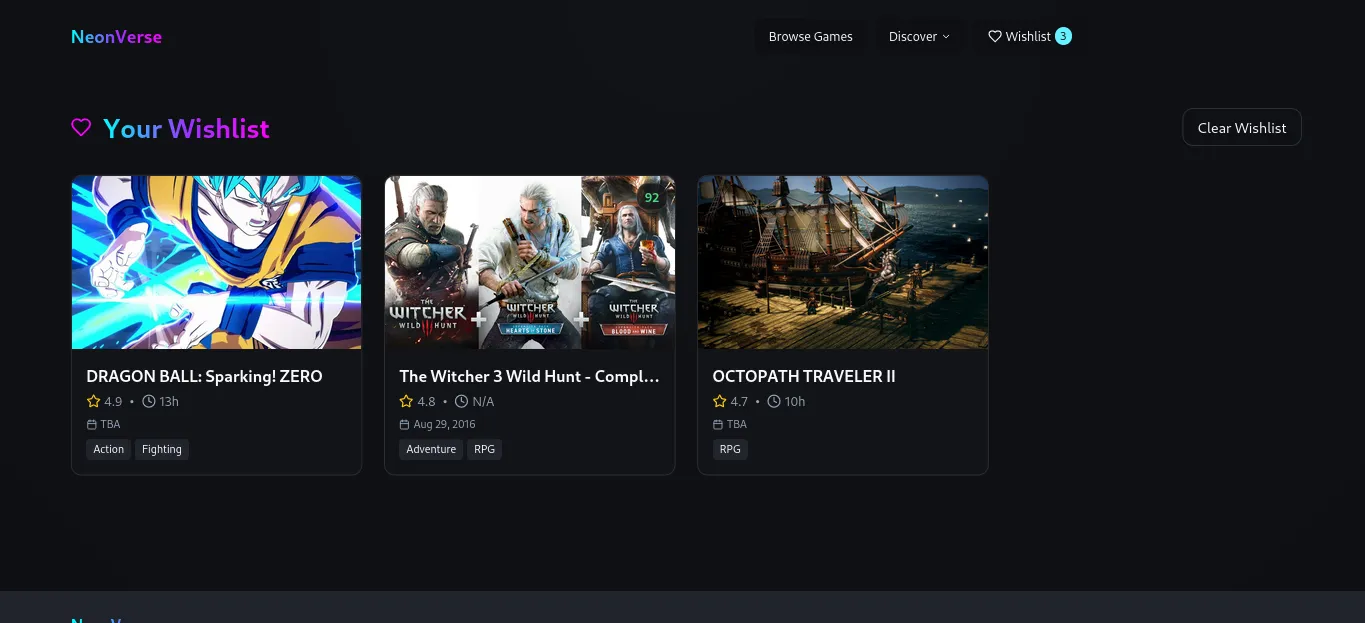 NeonVerse
Browse Games
Discover
Wishlist 3
Your Wishlist
Clear Wishlist
92
THE
WITCHER
WILD HUNT
THE
WITCHER
WILD HUNT
HEARTS OF STONE
THE
WITCHER
WILD HUNT
BLOOD AND WINE
DRAGON BALL: Sparking! ZERO
4.9 • 13h
TBA
Action Fighting
The Witcher 3 Wild Hunt - Compl...
4.8 • N/A
Aug 29, 2016
Adventure RPG
OCTOPATH TRAVELER II
4.7 • 10h
TBA
RPG